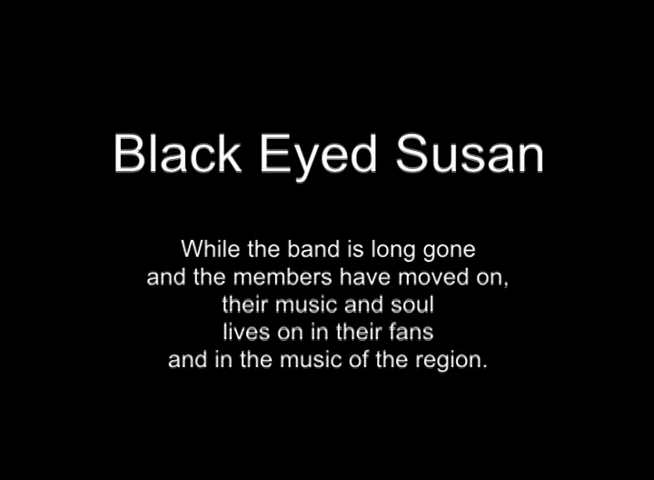 Black Eyed Susan
While the band is long gone
and the members have moved on,
their music and soul
lives on in their fans
and in the music of the region.